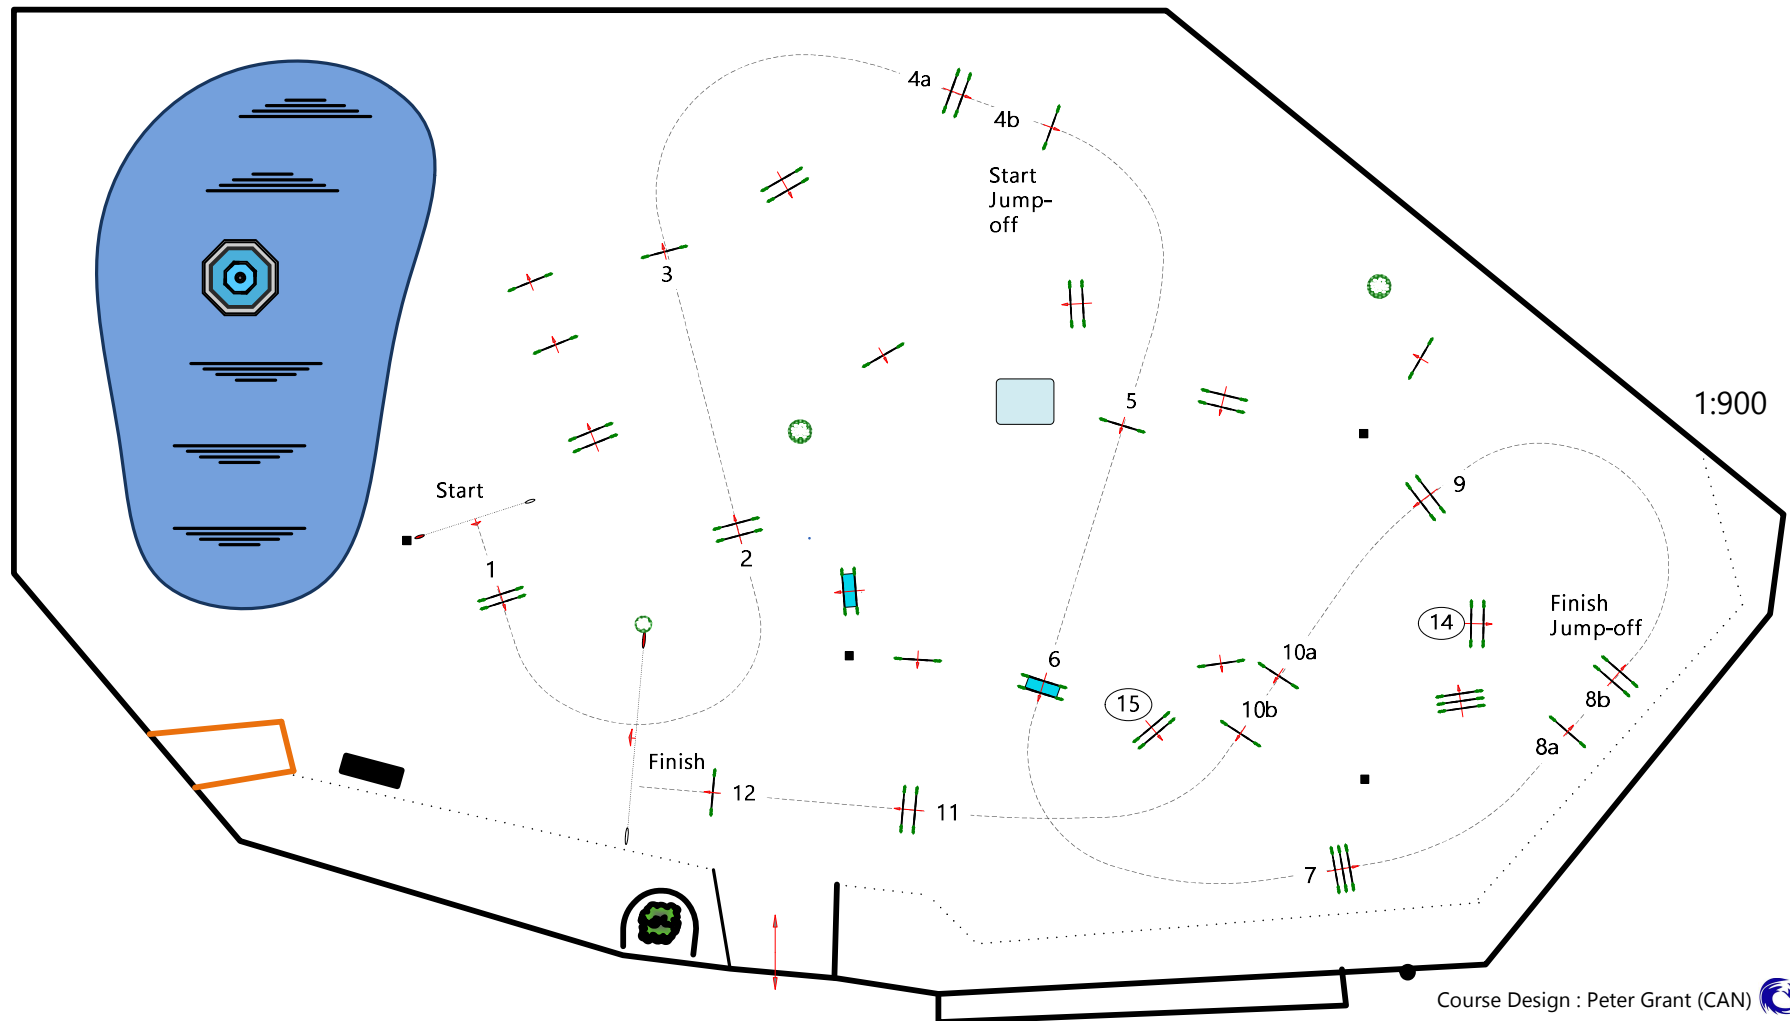 4a
4b
Start
Jump-
off
3
5
1:900
Start
9
2
1
Finish
Jump-off
14
6
10a
15
10b
8b
8a
Finish
12
11
7
Course Design : Peter Grant (CAN)